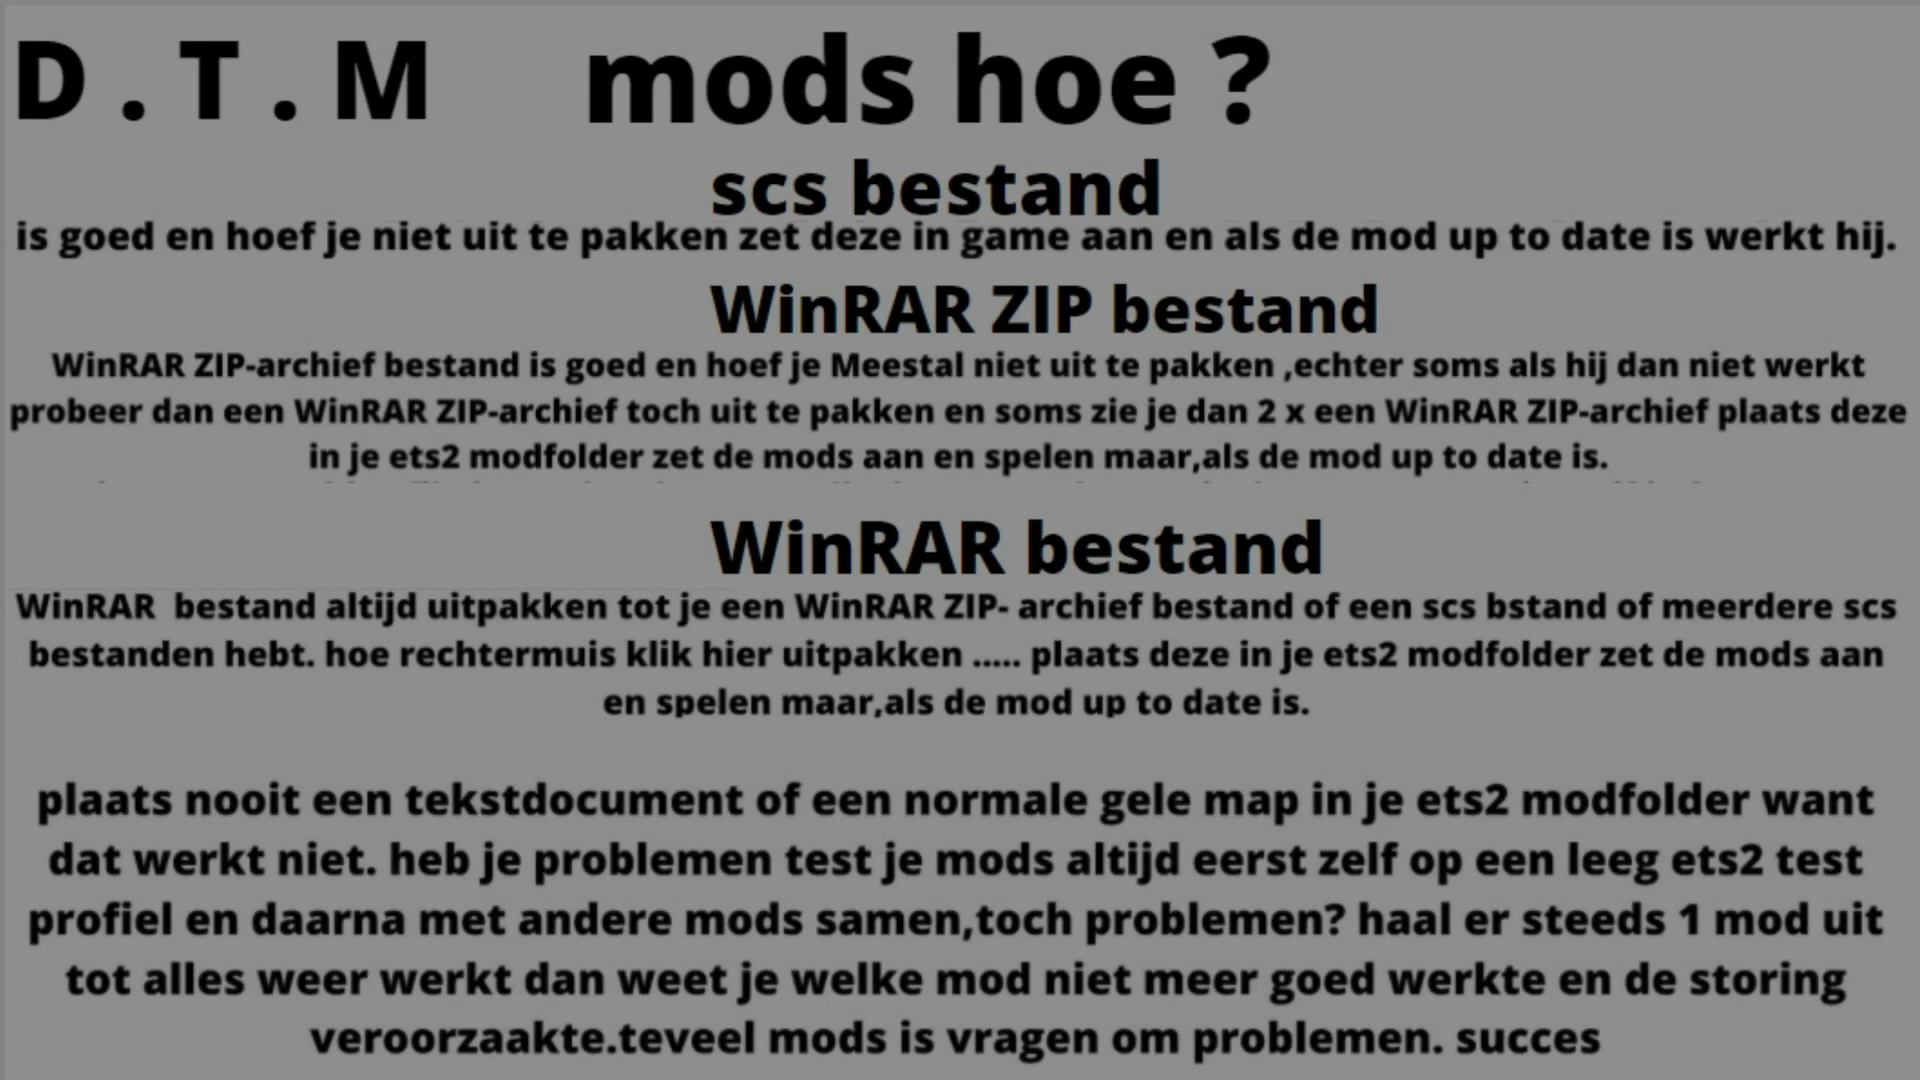 D . T . M mods hoe ?
scs bestand
is goed en hoef je niet uit te pakken zet deze in game aan en als de mod up to date is werkt hij.
WinRAR ZIP bestand
WinRAR ZIP-archief bestand is goed en hoef je Meestal niet uit te pakken ,echter soms als hij dan niet werkt
probeer dan een WinRAR ZIP-archief toch uit te pakken en soms zie je dan 2 x een WinRAR ZIP-archief plaats deze
in je ets2 modfolder zet de mods aan en spelen maar,als de mod up to date is.
WinRAR bestand
WinRAR bestand altijd uitpakken tot je een WinRAR ZIP- archief bestand of een scs bstand of meerdere scs
bestanden hebt. hoe rechtermuis klik hier uitpakken ..... plaats deze in je ets2 modfolder zet de mods aan
en spelen maar,als de mod up to date is.
plaats nooit een tekstdocument of een normale gele map in je ets2 modfolder want
dat werkt niet. heb je problemen test je mods altijd eerst zelf op een leeg ets2 test
profiel en daarna met andere mods samen,toch problemen? haal er steeds 1 mod uit
tot alles weer werkt dan weet je welke mod niet meer goed werkte en de storing
veroorzaakte.teveel mods is vragen om problemen. succes